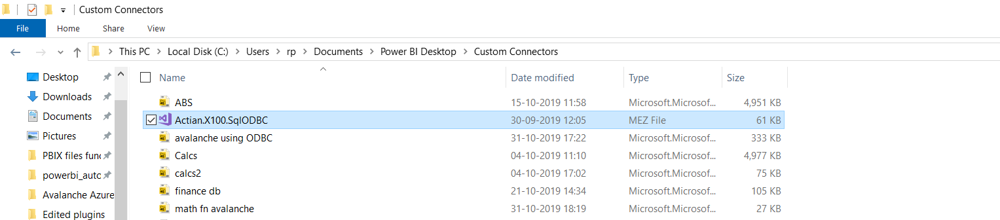 Custom Connectors
File Home Share View
This PC Local Disk (C:) Users rp Documents Power BI Desktop Custom Connectors
Name Date modified Type Size
Desktop
Downloads
Documents
Pictures
PBIX files func
powerbi_auto
Avalanche Azure
Edited plugins
ABS 15-10-2019 11:58 Microsoft.Microsof... 4,951 KB
Actian.X100.SqlODBC 30-09-2019 12:05 MEZ File 61 KB
avalanche using ODBC 31-10-2019 17:22 Microsoft.Microsof... 333 KB
Calcs 04-10-2019 11:10 Microsoft.Microsof... 4,977 KB
calcs2 04-10-2019 17:02 Microsoft.Microsof... 75 KB
finance db 21-10-2019 14:34 Microsoft.Microsof... 105 KB
math fn avalanche 31-10-2019 18:19 Microsoft.Microsof... 27 KB